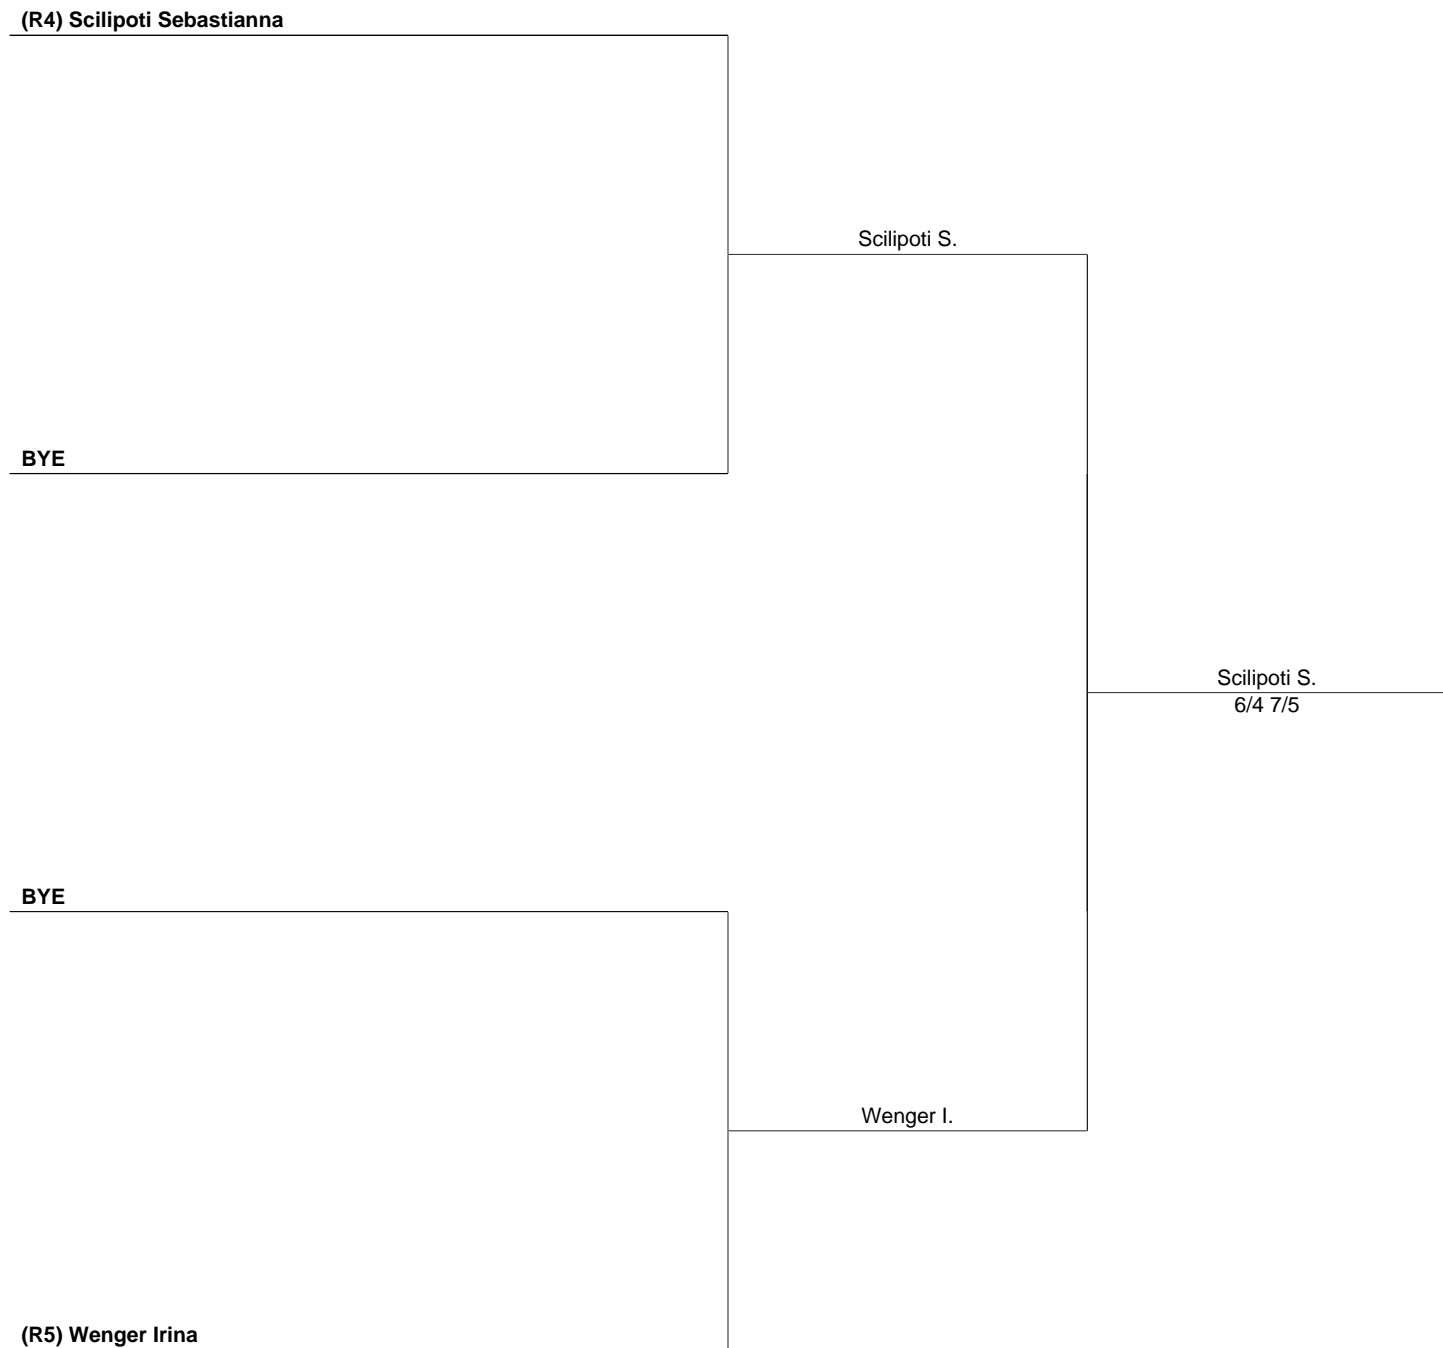 (R4) Scilipoti Sebastianna
Scilipoti S.
BYE
Scilipoti S.
6/4 7/5
BYE
Wenger I.
(R5) Wenger Irina